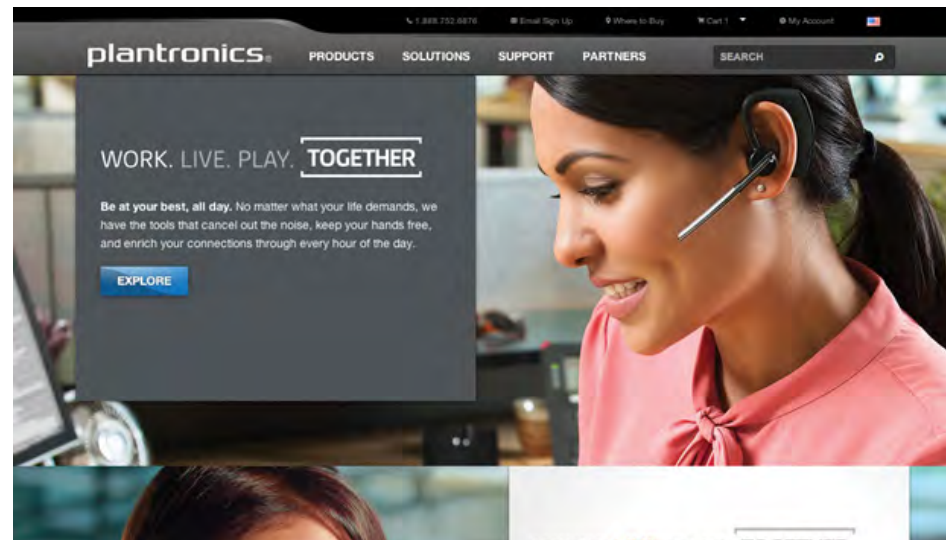 1.888.752.6876 Email Sign Up Where to Buy Cart 1 My Account
plantronics®
PRODUCTS SOLUTIONS SUPPORT PARTNERS SEARCH
WORK. LIVE. PLAY. TOGETHER
Be at your best, all day. No matter what your life demands, we
have the tools that cancel out the noise, keep your hands free,
and enrich your connections through every hour of the day.
EXPLORE